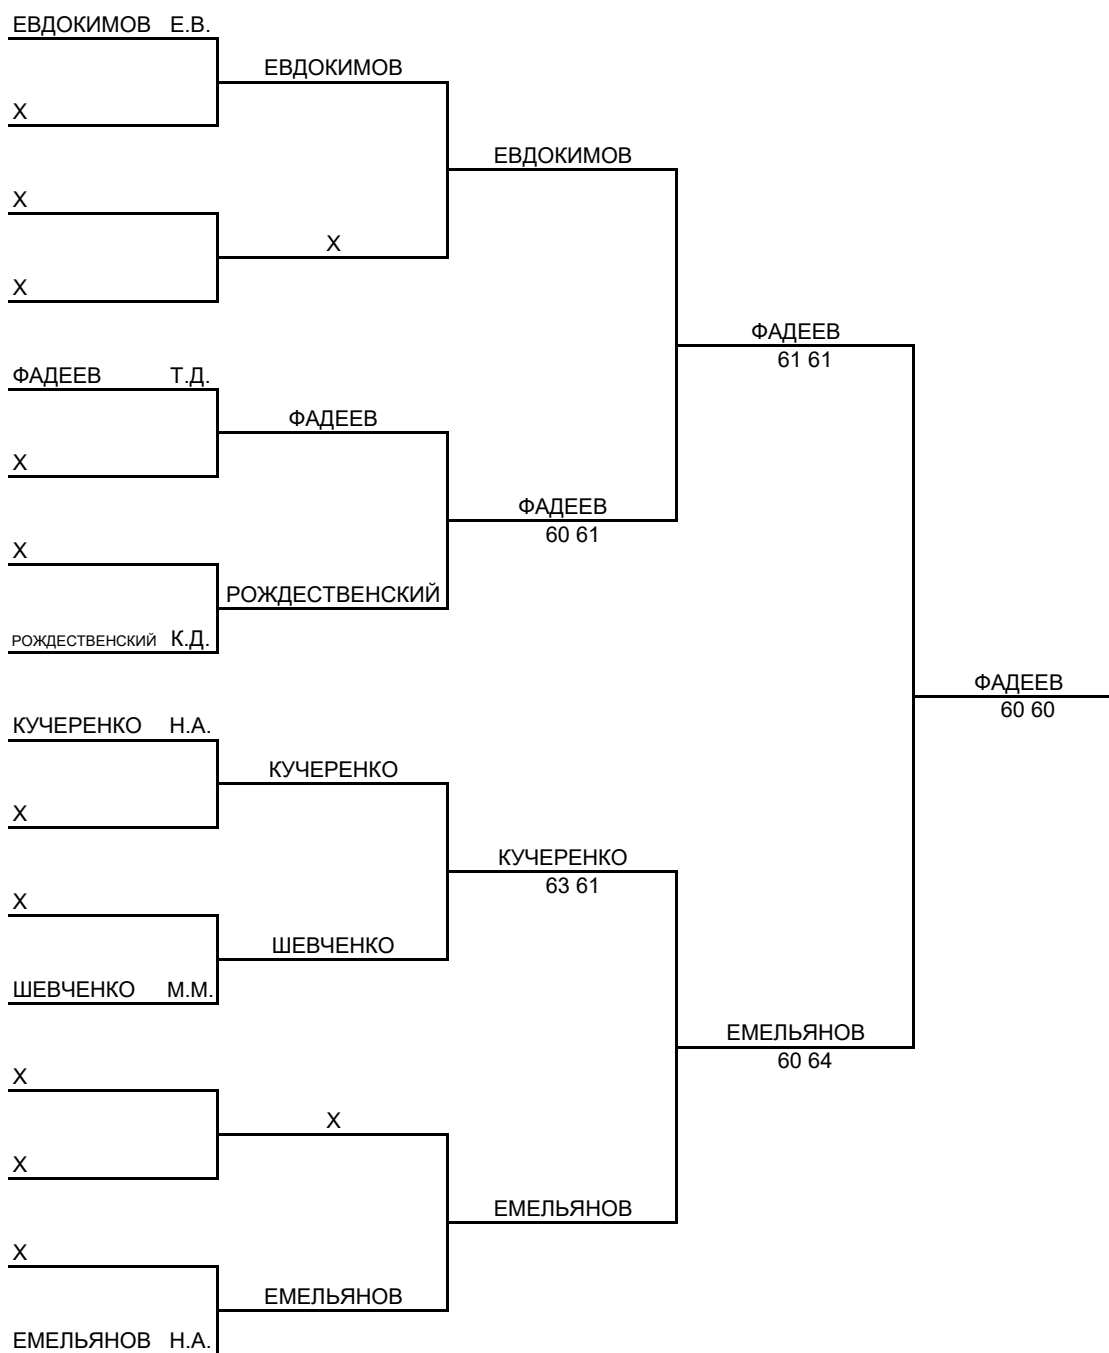 ЕВДОКИМОВ Е.В.
ЕВДОКИМОВ
X
ЕВДОКИМОВ
X
X
X
ФАДЕЕВ
61 61
ФАДЕЕВ Т.Д.
ФАДЕЕВ
X
ФАДЕЕВ
60 61
X
РОЖДЕСТВЕНСКИЙ
РОЖДЕСТВЕНСКИЙ К.Д.
ФАДЕЕВ
60 60
КУЧЕРЕНКО Н.А.
КУЧЕРЕНКО
X
КУЧЕРЕНКО
63 61
X
ШЕВЧЕНКО
ШЕВЧЕНКО М.М.
ЕМЕЛЬЯНОВ
60 64
X
X
X
ЕМЕЛЬЯНОВ
X
ЕМЕЛЬЯНОВ
ЕМЕЛЬЯНОВ Н.А.